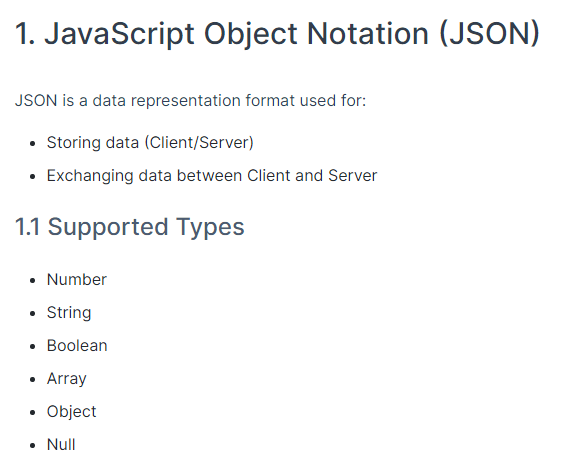 1. JavaScript Object Notation (JSON)
JSON is a data representation format used for:
• Storing data (Client/Server)
• Exchanging data between Client and Server
1.1 Supported Types
• Number
• String
• Boolean
• Array
• Object
• Null